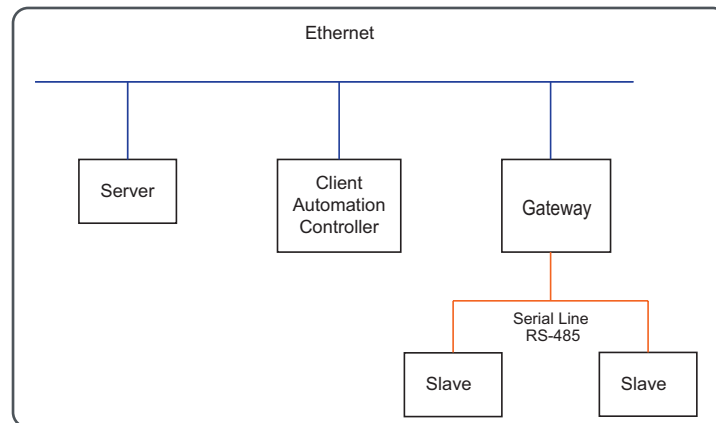 Ethernet
Server
Client
Automation
Controller
Gateway
Serial Line
RS-485
Slave
Slave